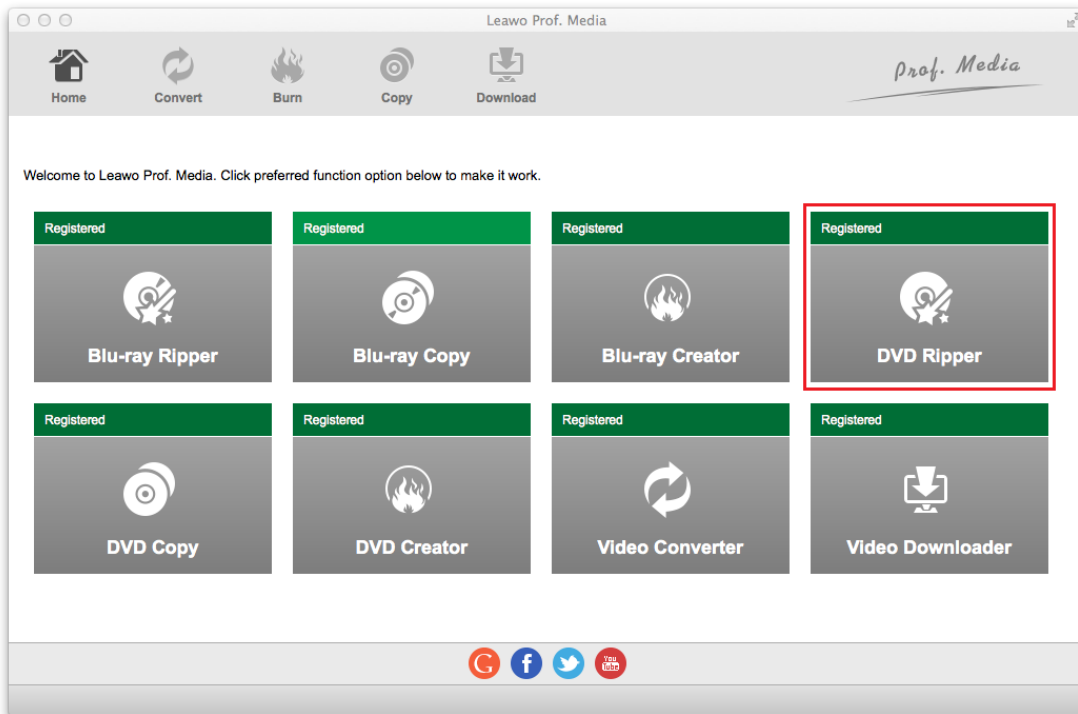 Leawo Prof. Media
Home Convert Burn Copy Download
Prof. Media
Welcome to Leawo Prof. Media. Click preferred function option below to make it work.
Registered Registered Registered Registered
Blu-ray Ripper Blu-ray Copy Blu-ray Creator DVD Ripper
Registered Registered Registered Registered
DVD Copy DVD Creator Video Converter Video Downloader
G f You
Tube